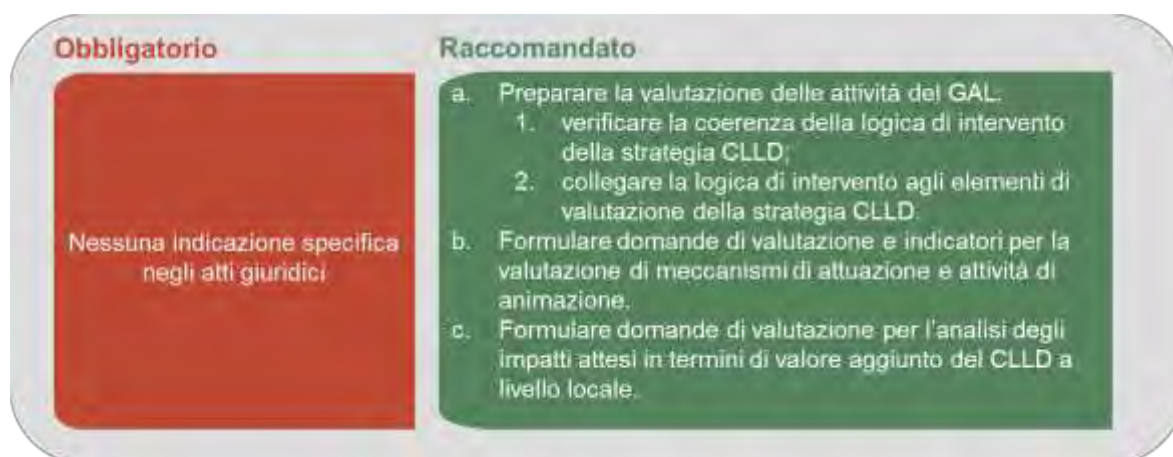 Obbligatorio
Nessuna indicazione specifica
negli atti giuridici
Raccomandato
a. Preparare la valutazione delle attività del GAL.
1. verificare la coerenza della logica di intervento
della strategia CLLD;
2. collegare la logica di intervento agli elementi di
valutazione della strategia CLLD.
b. Formulare domande di valutazione e indicatori per la
valutazione di meccanismi di attuazione e attività di
animazione.
c. Formulare domande di valutazione per l'analisi degli
impatti attesi in termini di valore aggiunto del CLLD a
livello locale.